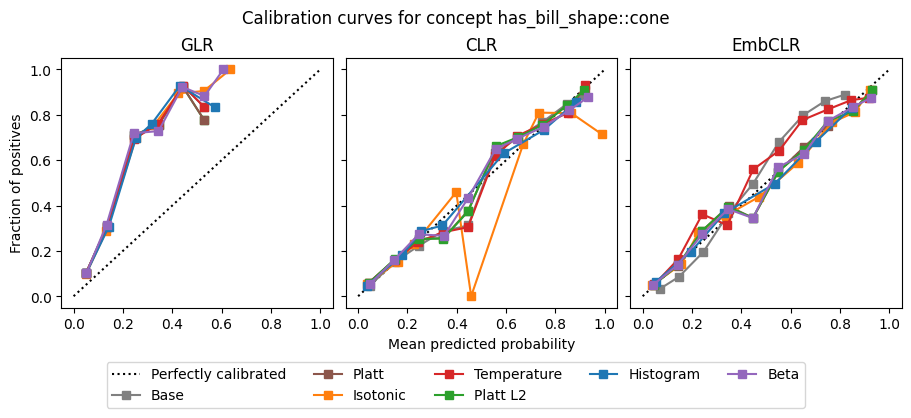 Calibration curves for concept has_bill_shape::cone
GLR
CLR
EmbCLR
Fraction of positives
1.0
0.8
0.6
0.4
0.2
0.0
0.0 0.2 0.4 0.6 0.8 1.0
0.0 0.2 0.4 0.6 0.8 1.0
0.0 0.2 0.4 0.6 0.8 1.0
Mean predicted probability
Perfectly calibrated Platt Temperature Histogram Beta
Base Isotonic Platt L2